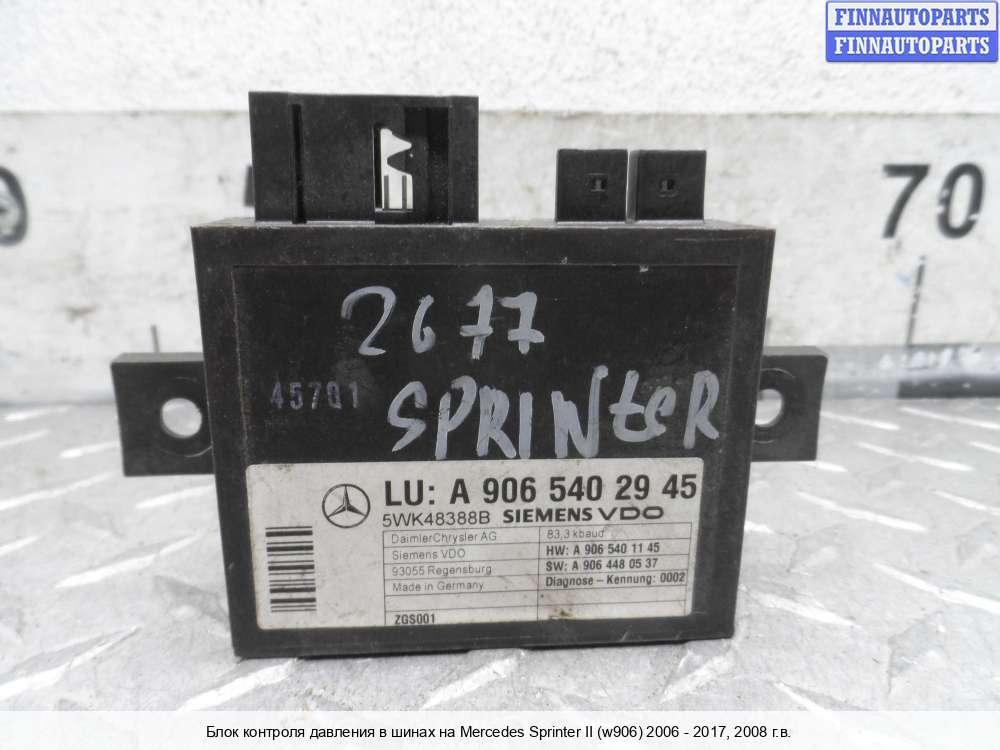 FINNAUTOPARTS
FINNAUTOPARTS
70
2677
45701
SPRINTER
LU: A 906 540 29 45
5WK48388B SIEMENS VDO
DaimlerChrysler AG
83,3 kbaud
Siemens VDO
HW: A 906 540 11 45
93055 Regensburg
SW: A 906 448 05 37
Made in Germany
Diagnose - Kennung: 0002
ZGS001
Блок контроля давления в шинах на Mercedes Sprinter II (w906) 2006 - 2017, 2008 г.в.